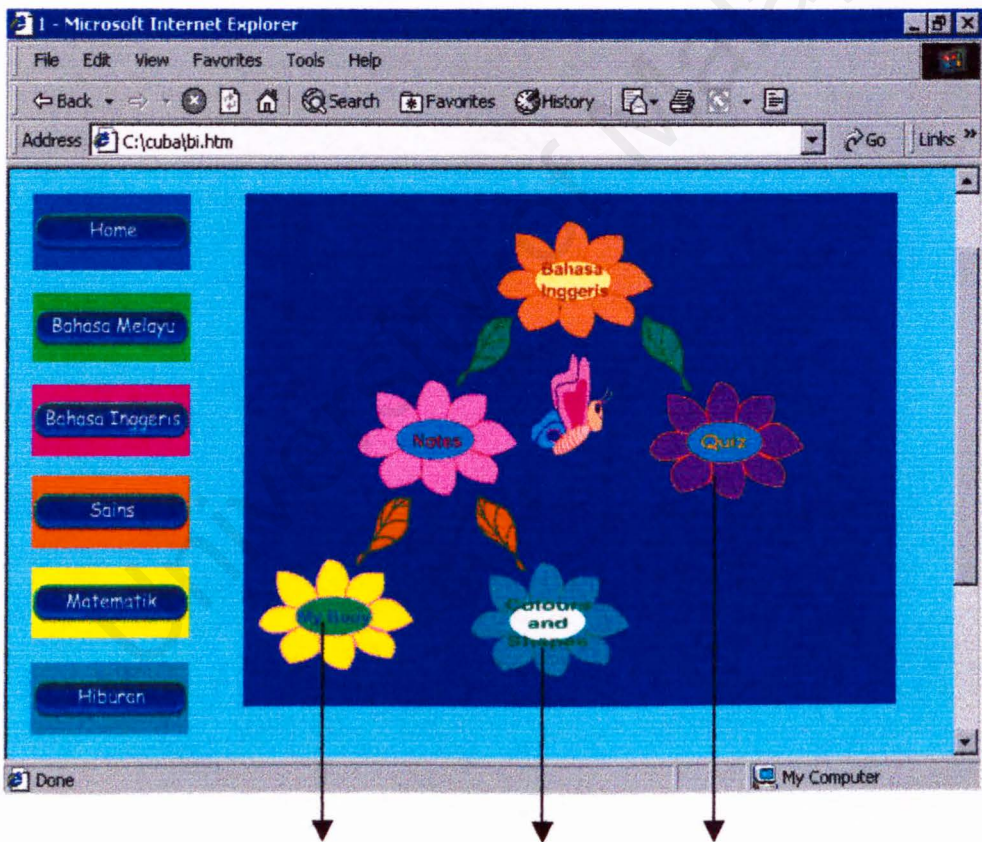 1 - Microsoft Internet Explorer
File Edit View Favorites Tools Help
Back Search Favorites History
Address C:\cuba\bi.htm Go Links »
Home
Bahasa Melayu
Bahasa Inggeris
Sains
Matematik
Hiburan
Bahasa
Inggeris
Notes
Quiz
My Body
Colours
and
Shapes
Done My Computer